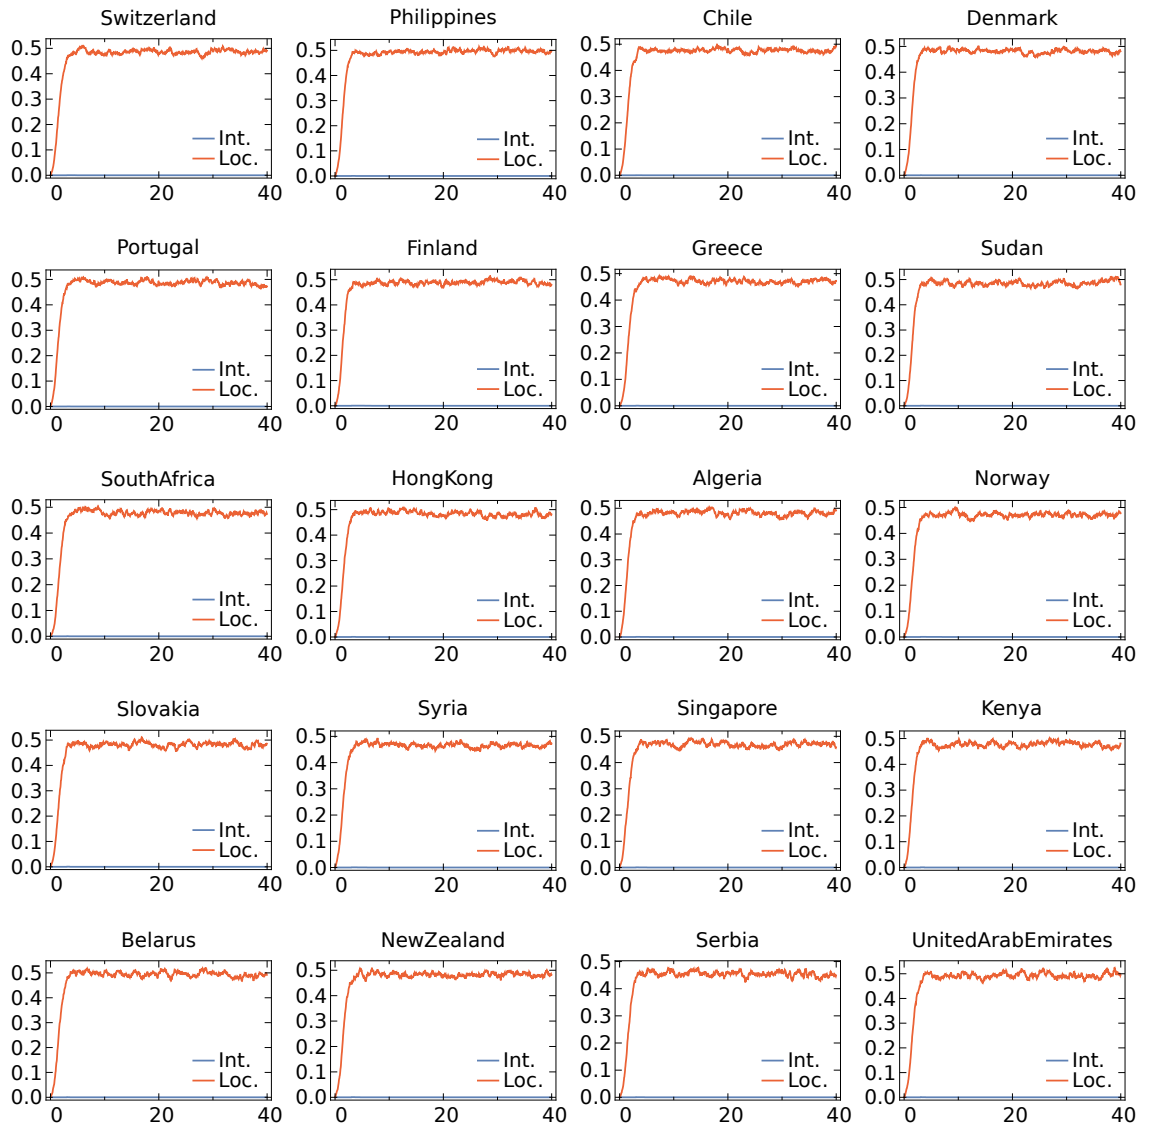 Switzerland
0.5
0.4
0.3
0.2
0.1
0.0
Int.
Loc.
0 20 40
Philippines
0.5
0.4
0.3
0.2
0.1
0.0
Int.
Loc.
0 20 40
Chile
0.5
0.4
0.3
0.2
0.1
0.0
Int.
Loc.
0 20 40
Denmark
0.5
0.4
0.3
0.2
0.1
0.0
Int.
Loc.
0 20 40
Portugal
0.5
0.4
0.3
0.2
0.1
0.0
Int.
Loc.
0 20 40
Finland
0.5
0.4
0.3
0.2
0.1
0.0
Int.
Loc.
0 20 40
Greece
0.5
0.4
0.3
0.2
0.1
0.0
Int.
Loc.
0 20 40
Sudan
0.5
0.4
0.3
0.2
0.1
0.0
Int.
Loc.
0 20 40
SouthAfrica
0.5
0.4
0.3
0.2
0.1
0.0
Int.
Loc.
0 20 40
HongKong
0.5
0.4
0.3
0.2
0.1
0.0
Int.
Loc.
0 20 40
Algeria
0.5
0.4
0.3
0.2
0.1
0.0
Int.
Loc.
0 20 40
Norway
0.5
0.4
0.3
0.2
0.1
0.0
Int.
Loc.
0 20 40
Slovakia
0.5
0.4
0.3
0.2
0.1
0.0
Int.
Loc.
0 20 40
Syria
0.5
0.4
0.3
0.2
0.1
0.0
Int.
Loc.
0 20 40
Singapore
0.5
0.4
0.3
0.2
0.1
0.0
Int.
Loc.
0 20 40
Kenya
0.5
0.4
0.3
0.2
0.1
0.0
Int.
Loc.
0 20 40
Belarus
0.5
0.4
0.3
0.2
0.1
0.0
Int.
Loc.
0 20 40
NewZealand
0.5
0.4
0.3
0.2
0.1
0.0
Int.
Loc.
0 20 40
Serbia
0.5
0.4
0.3
0.2
0.1
0.0
Int.
Loc.
0 20 40
UnitedArabEmirates
0.5
0.4
0.3
0.2
0.1
0.0
Int.
Loc.
0 20 40